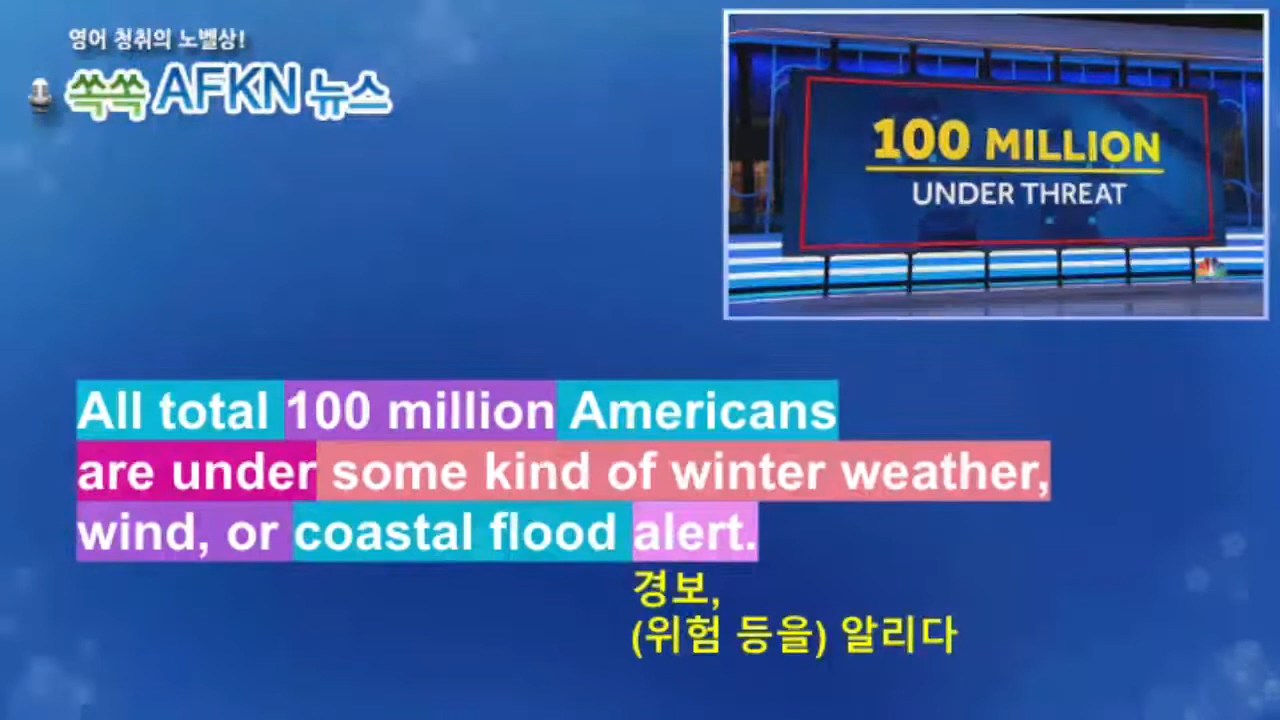 영어 청취의 노벨상!
쏙쏙 AFKN 뉴스
100 MILLION
UNDER THREAT
All total 100 million Americans
are under some kind of winter weather,
wind, or coastal flood alert.
경보,
(위험 등을) 알리다